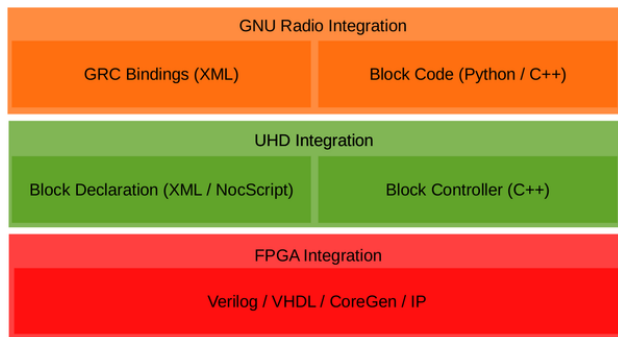 GNU Radio Integration
GRC Bindings (XML)
Block Code (Python / C++)
UHD Integration
Block Declaration (XML / NocScript)
Block Controller (C++)
FPGA Integration
Verilog / VHDL / CoreGen / IP